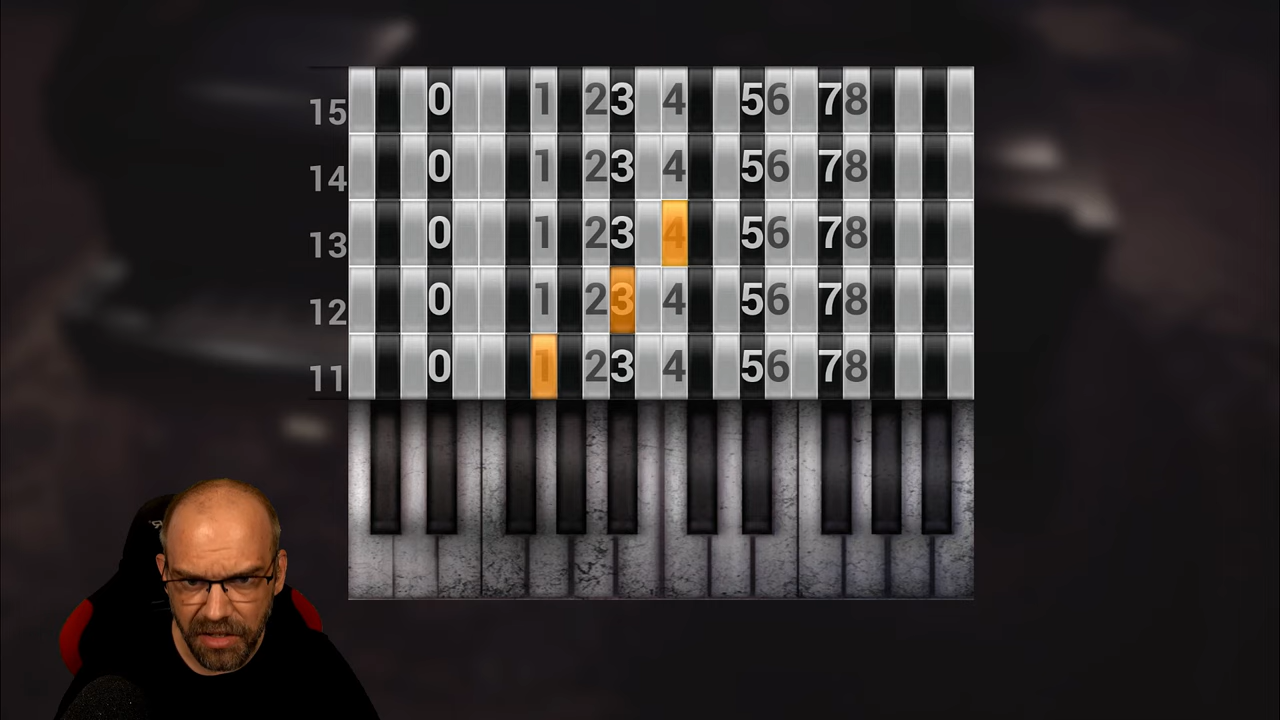 15 0 1 2 3 4 5 6 7 8
14 0 1 2 3 4 5 6 7 8
13 0 1 2 3 4 5 6 7 8
12 0 1 2 3 4 5 6 7 8
11 0 1 2 3 4 5 6 7 8